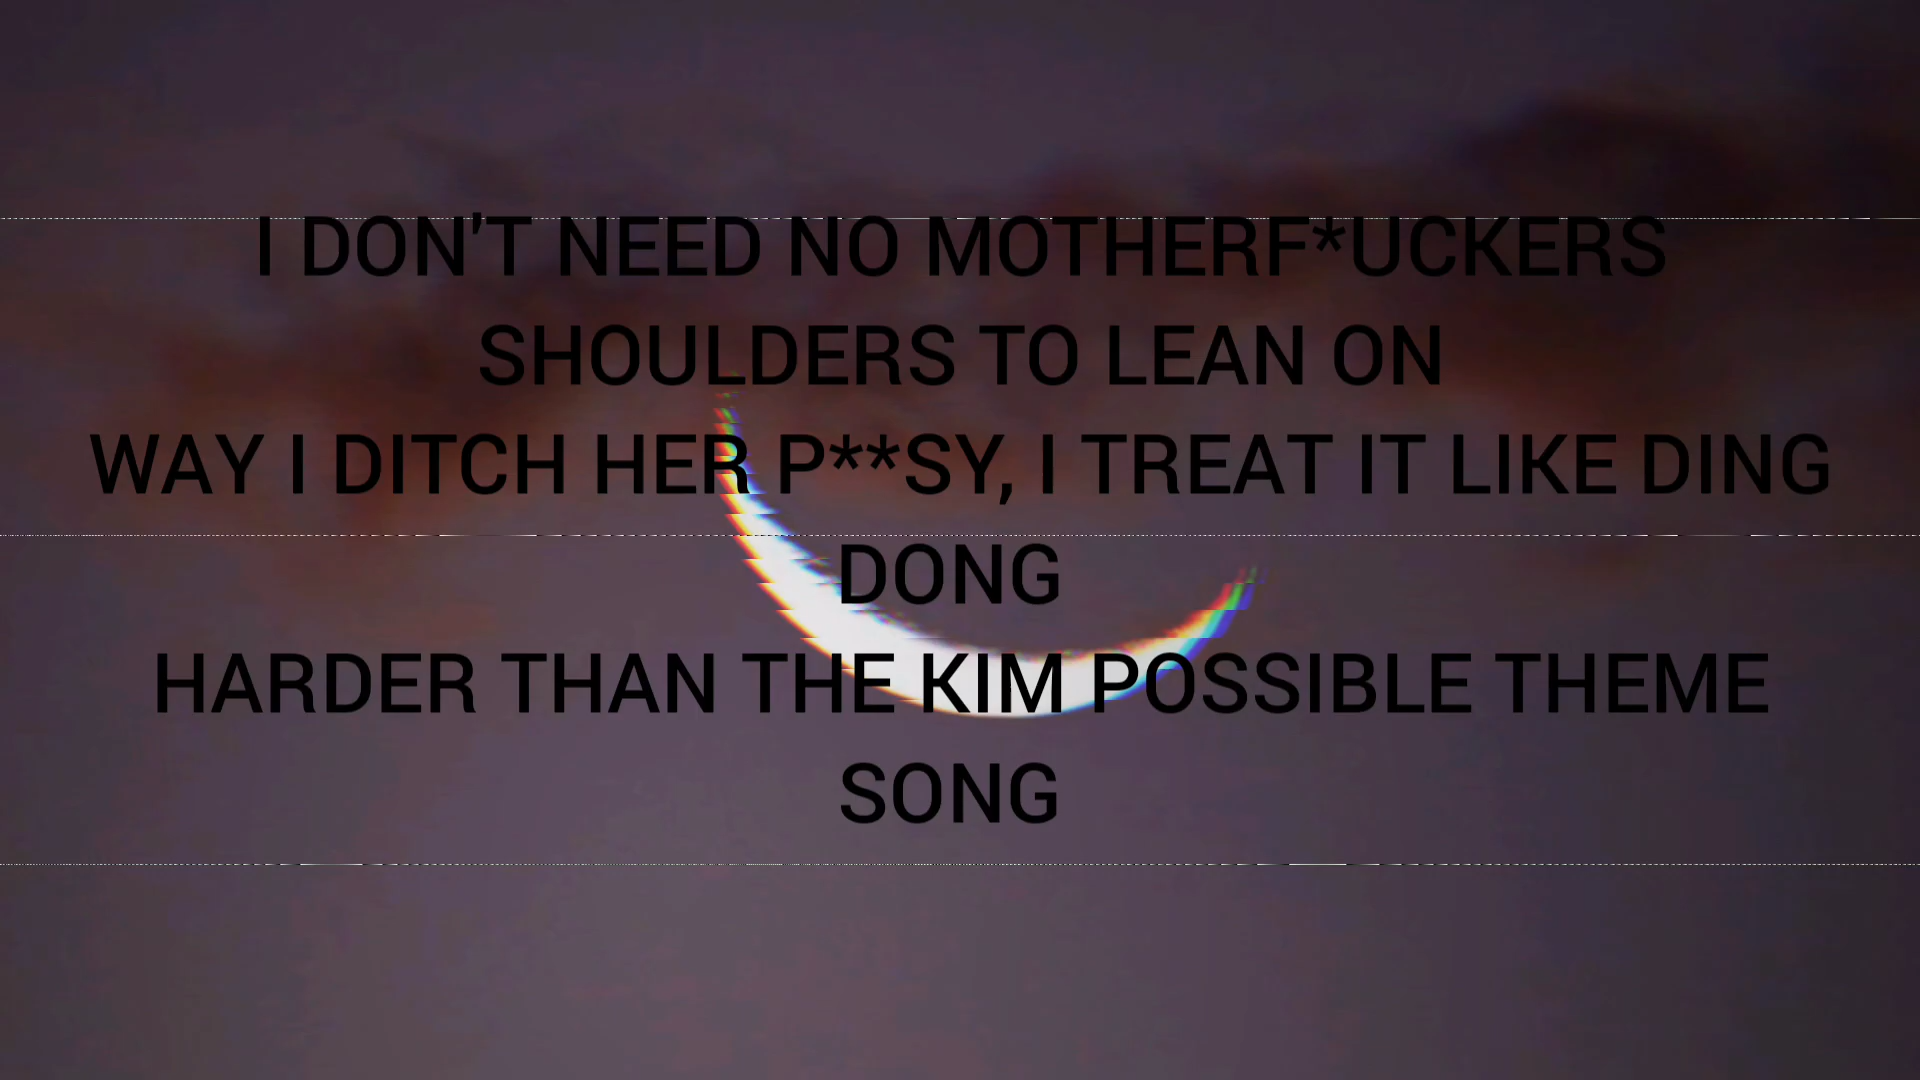 I DON'T NEED NO MOTHERF*UCKERS
SHOULDERS TO LEAN ON
WAY I DITCH HER P**SY, I TREAT IT LIKE DING
DONG
HARDER THAN THE KIM POSSIBLE THEME
SONG